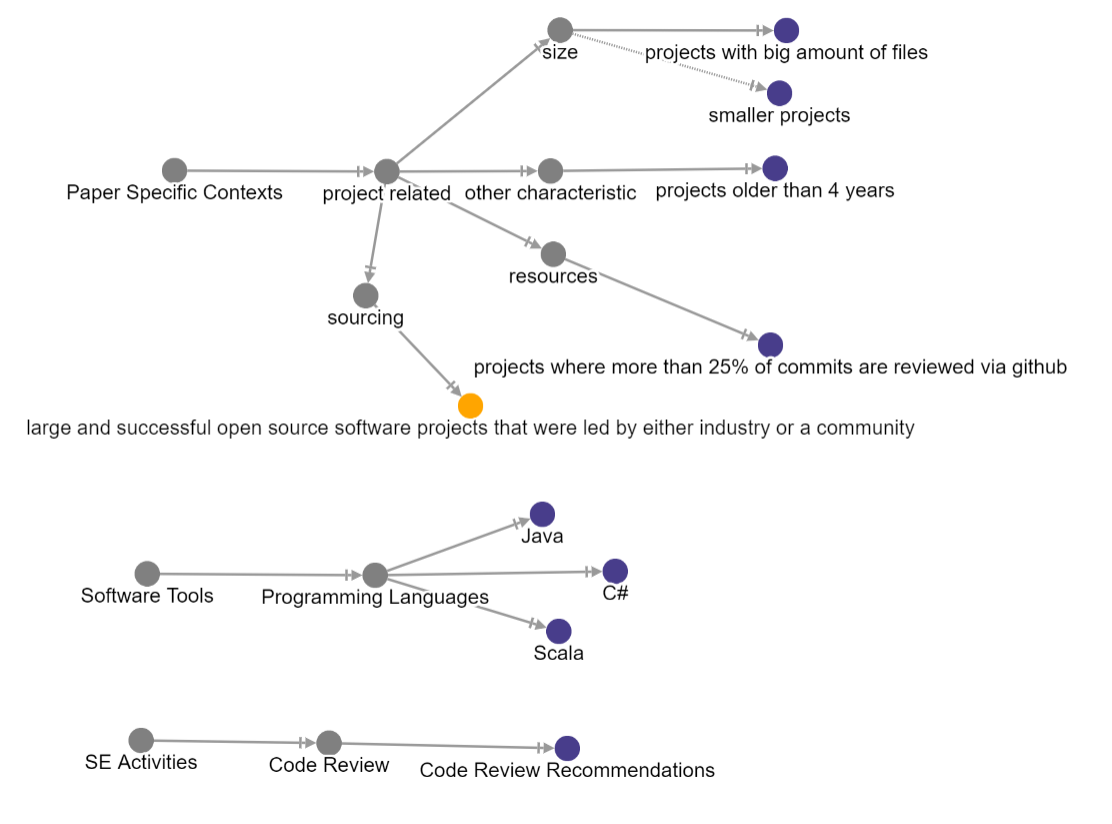 size
projects with big amount of files
smaller projects
Paper Specific Contexts
project related
other characteristic
projects older than 4 years
resources
sourcing
projects where more than 25% of commits are reviewed via github
large and successful open source software projects that were led by either industry or a community
Java
Software Tools
Programming Languages
C#
Scala
SE Activities
Code Review
Code Review Recommendations